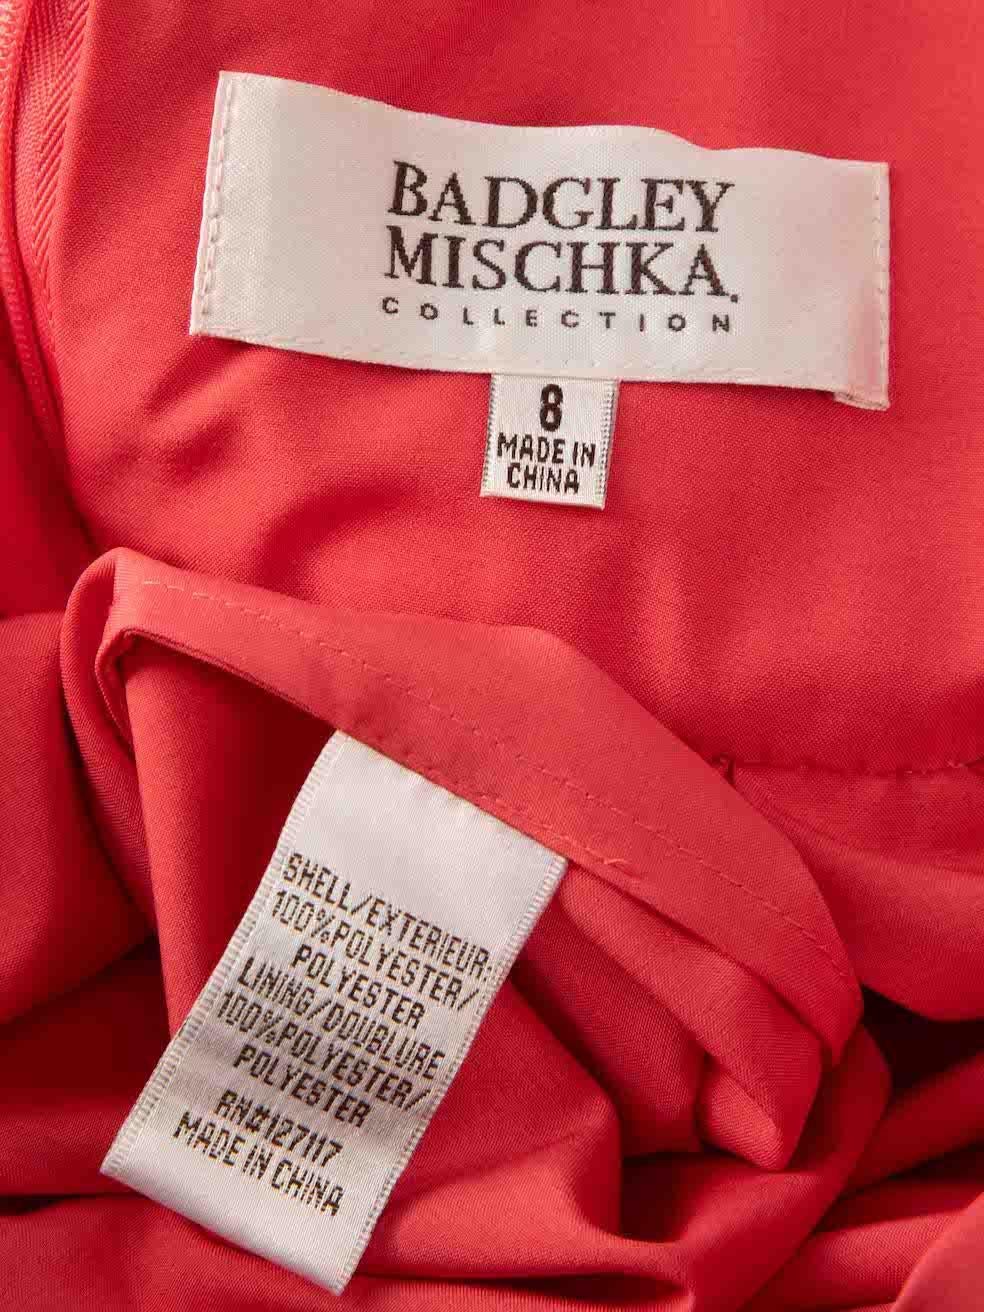 BADGLEY
MISCHKA.
COLLECTION
8
MADE IN
CHINA
SHELL/EXTERIEUR:
100%POLYESTER/
POLYESTER
LINING/DOUBLURE
100%POLYESTER/
POLYESTER
RN#127117
MADE IN CHINA